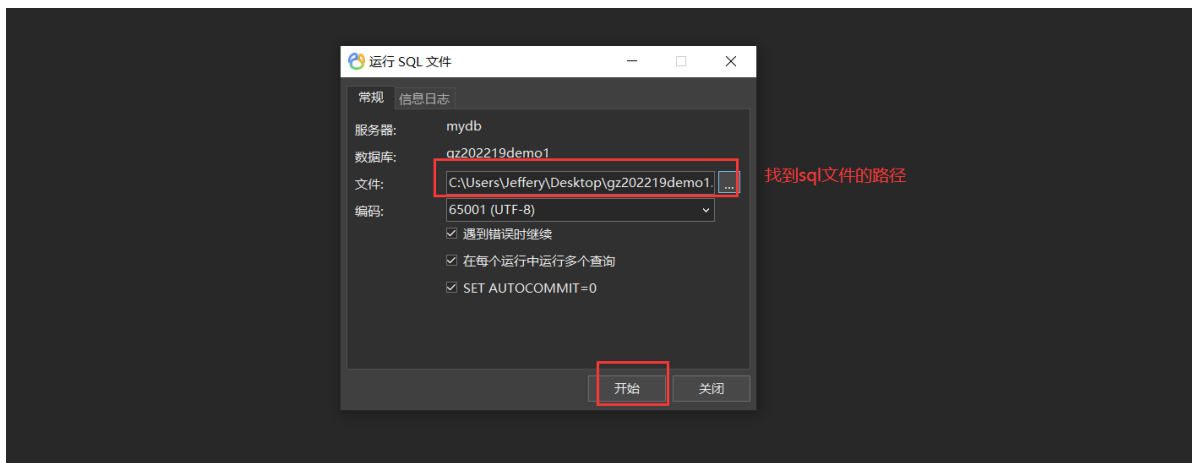 运行 SQL 文件
常规 信息日志
服务器: mydb
数据库: gz202219demo1
文件: C:\Users\Jeffery\Desktop\gz202219demo1. ...
找到sql文件的路径
编码: 65001 (UTF-8)
遇到错误时继续
在每个运行中运行多个查询
SET AUTOCOMMIT=0
开始 关闭